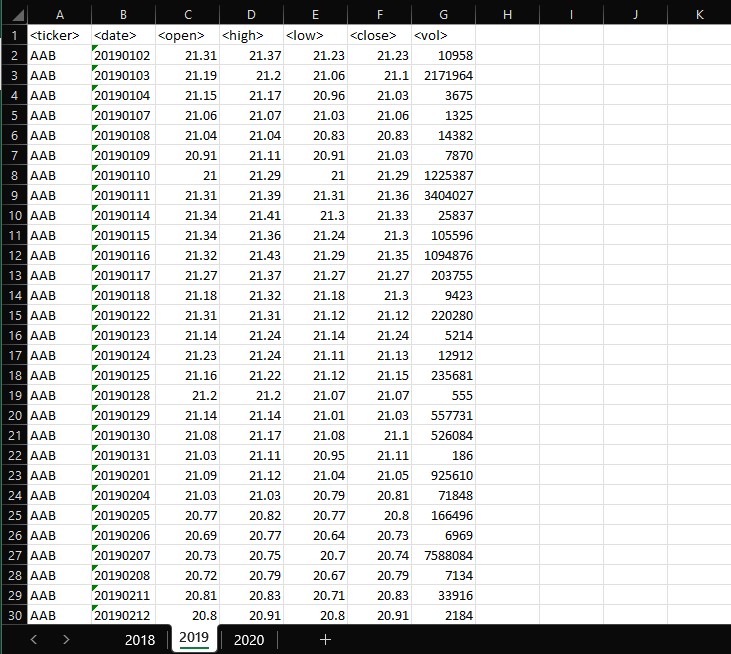 A B C D E F G H I J K
1 <ticker> <date> <open> <high> <low> <close> <vol>
2 AAB 20190102 21.31 21.37 21.23 21.23 10958
3 AAB 20190103 21.19 21.2 21.06 21.1 2171964
4 AAB 20190104 21.15 21.17 20.96 21.03 3675
5 AAB 20190107 21.06 21.07 21.03 21.06 1325
6 AAB 20190108 21.04 21.04 20.83 20.83 14382
7 AAB 20190109 20.91 21.11 20.91 21.03 7870
8 AAB 20190110 21 21.29 21 21.29 1225387
9 AAB 20190111 21.31 21.39 21.31 21.36 3404027
10 AAB 20190114 21.34 21.41 21.3 21.33 25837
11 AAB 20190115 21.34 21.36 21.24 21.3 105596
12 AAB 20190116 21.32 21.43 21.29 21.35 1094876
13 AAB 20190117 21.27 21.37 21.27 21.27 203755
14 AAB 20190118 21.18 21.32 21.18 21.3 9423
15 AAB 20190122 21.31 21.31 21.12 21.12 220280
16 AAB 20190123 21.14 21.24 21.14 21.24 5214
17 AAB 20190124 21.23 21.24 21.11 21.13 12912
18 AAB 20190125 21.16 21.22 21.12 21.15 235681
19 AAB 20190128 21.2 21.2 21.07 21.07 555
20 AAB 20190129 21.14 21.14 21.01 21.03 557731
21 AAB 20190130 21.08 21.17 21.08 21.1 526084
22 AAB 20190131 21.03 21.11 20.95 21.11 186
23 AAB 20190201 21.09 21.12 21.04 21.05 925610
24 AAB 20190204 21.03 21.03 20.79 20.81 71848
25 AAB 20190205 20.77 20.82 20.77 20.8 166496
26 AAB 20190206 20.69 20.77 20.64 20.73 6969
27 AAB 20190207 20.73 20.75 20.7 20.74 7588084
28 AAB 20190208 20.72 20.79 20.67 20.79 7134
29 AAB 20190211 20.81 20.83 20.71 20.83 33916
30 AAB 20190212 20.8 20.91 20.8 20.91 2184
2018 2019 2020